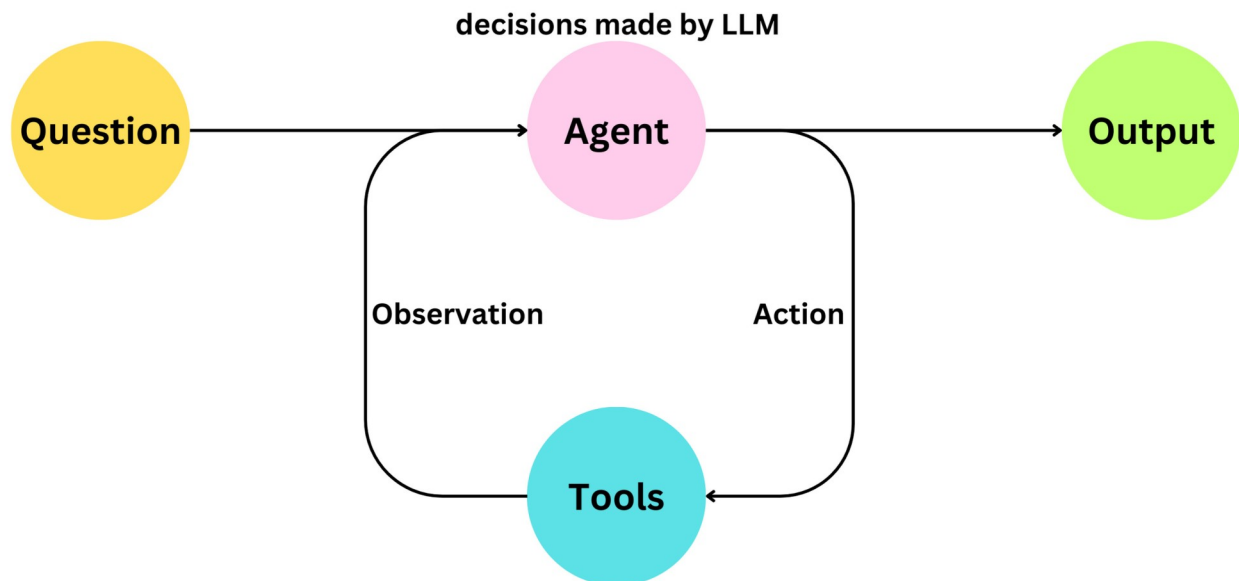 decisions made by LLM
Question
Agent
Output
Observation
Action
Tools